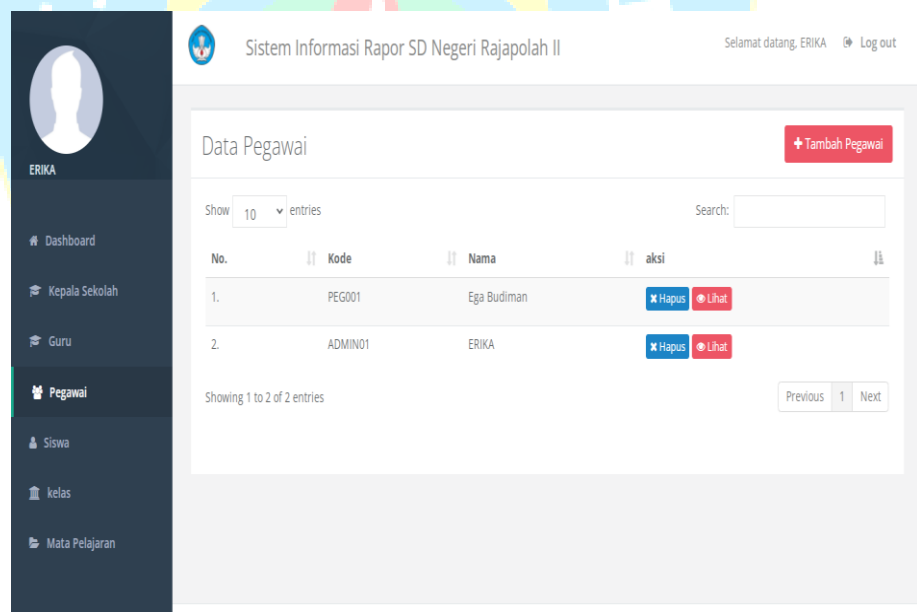 Sistem Informasi Rapor SD Negeri Rajapolah II
Selamat datang, ERIKA Log out
ERIKA
Dashboard
Kepala Sekolah
Guru
Pegawai
Siswa
kelas
Mata Pelajaran
Data Pegawai
Tambah Pegawai
Show 10 entries
Search:
No. Kode Nama aksi
1. PEG001 Ega Budiman Hapus Lihat
2. ADMIN01 ERIKA Hapus Lihat
Showing 1 to 2 of 2 entries
Previous 1 Next